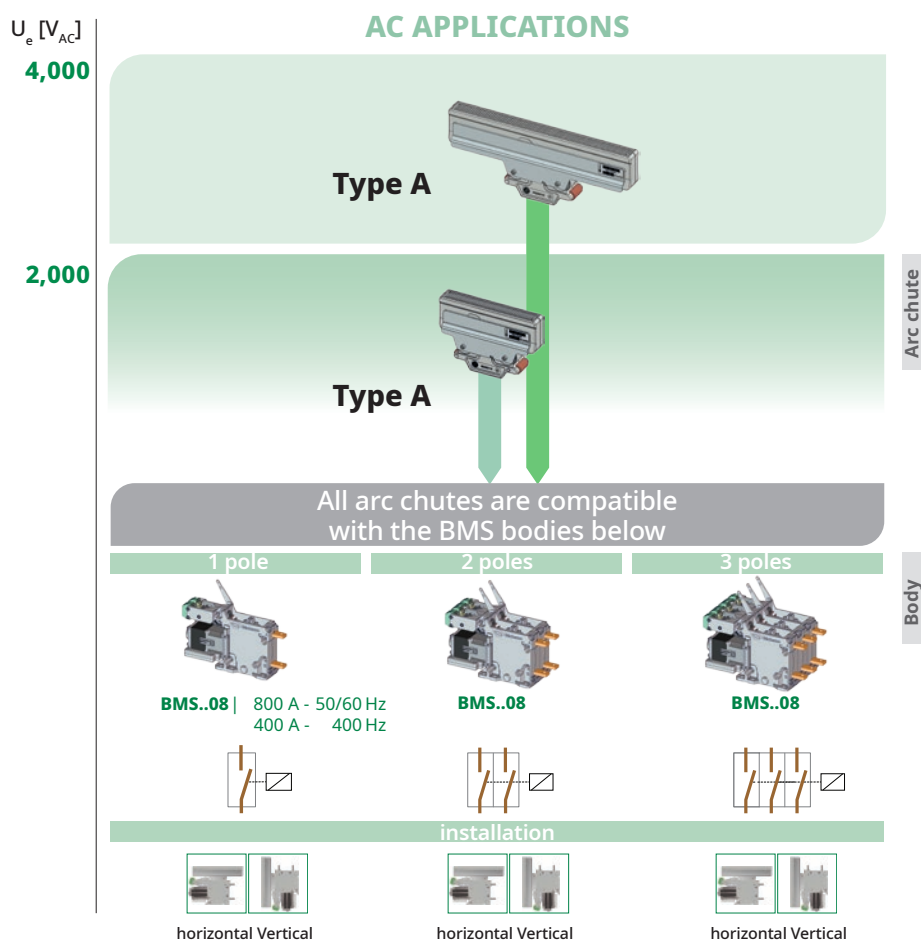 U_e [V_AC]
AC APPLICATIONS
4,000
Type A
2,000
Arc chute
Type A
All arc chutes are compatible
with the BMS bodies below
1 pole
2 poles
3 poles
Body
BMS..08 | 800 A - 50/60 Hz
400 A - 400 Hz
BMS..08
BMS..08
installation
horizontal Vertical
horizontal Vertical
horizontal Vertical